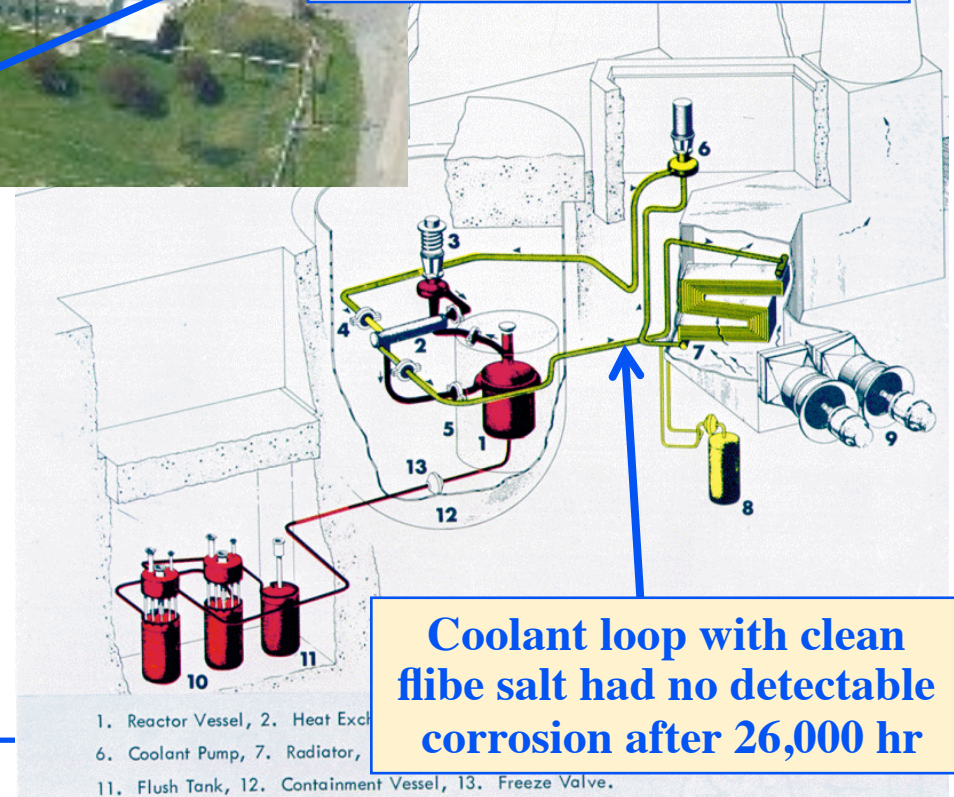 6
3
4
2
7
5
1
9
13
8
12
11
10
Coolant loop with clean
flibe salt had no detectable
corrosion after 26,000 hr
1. Reactor Vessel, 2. Heat Exch
6. Coolant Pump, 7. Radiator,
11. Flush Tank, 12. Containment Vessel, 13. Freeze Valve.